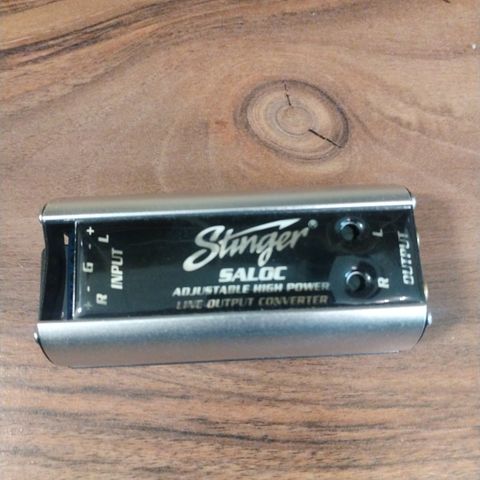 Stinger®
SALOC
ADJUSTABLE HIGH POWER
LINE OUTPUT CONVERTER
INPUT
R + - G - + L
OUTPUT
L
R